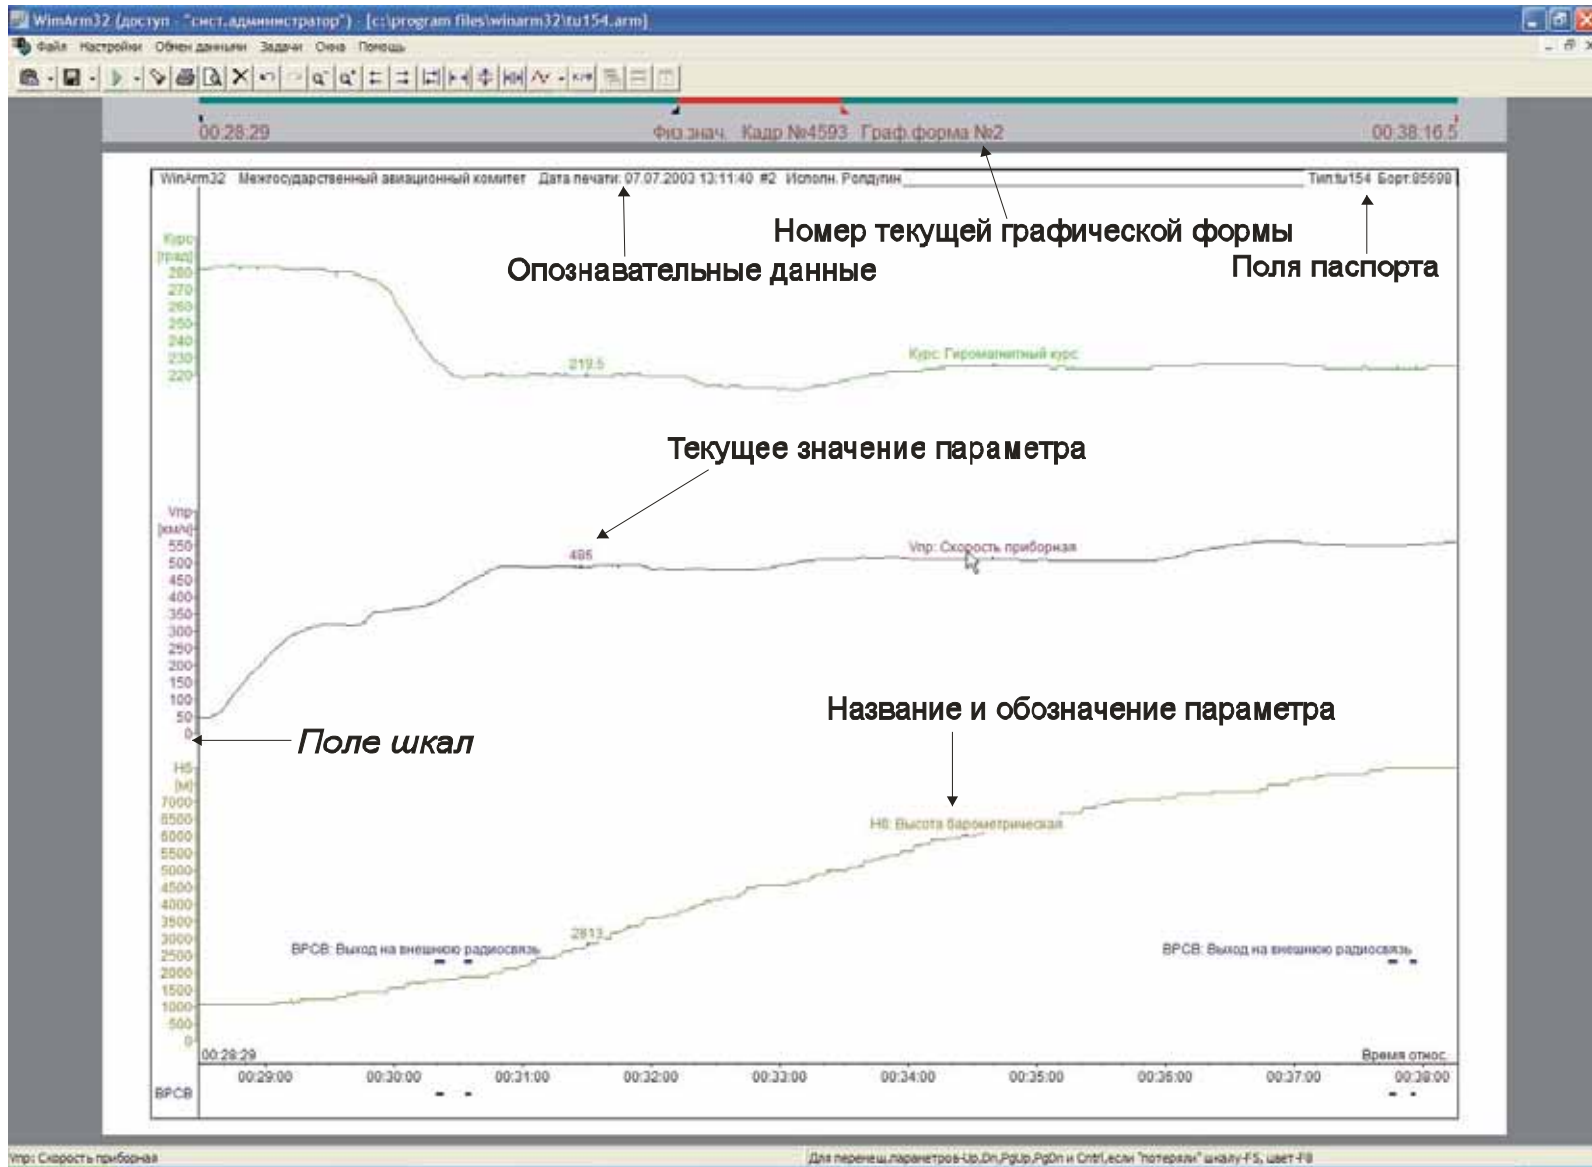 WinArm32 (доступ - "сист.администратор") - [c:\program files\winarm32\tu154.arm]
Файл Настройки Обмен данными Задачи Окна Помощь
00:28:29 Физ.знач. Кадр №4593 Граф.форма №2 00:38:16.5
WinArm32 Межгосударственный авиационный комитет Дата печати: 07.07.2003 13:11:40 #2 Исполн. Ролдугин Тип:tu154 Борт:85698
Номер текущей графической формы
Опознавательные данные
Поля паспорта
Курс
[град]
280
270
260
250
240
230
220
219.5
Курс: Гиромагнитный курс
Текущее значение параметра
Vпр
[км/ч]
550
500
450
400
350
300
250
200
150
100
50
0
485
Vпр: Скорость приборная
Название и обозначение параметра
Поле шкал
Нб
[м]
7000
6500
6000
5500
5000
4500
4000
3500
3000
2500
2000
1500
1000
500
0
Нб: Высота барометрическая
2813
ВРСВ: Выход на внешнюю радиосвязь
ВРСВ: Выход на внешнюю радиосвязь
00:28:29 Время относ.
00:29:00 00:30:00 00:31:00 00:32:00 00:33:00 00:34:00 00:35:00 00:36:00 00:37:00 00:38:00
ВРСВ
Vпр: Скорость приборная
Для перемещ.параметров-Up,Dn,PgUp,PgDn и Cntrl,если "потеряли" шкалу-F5, цвет-F8